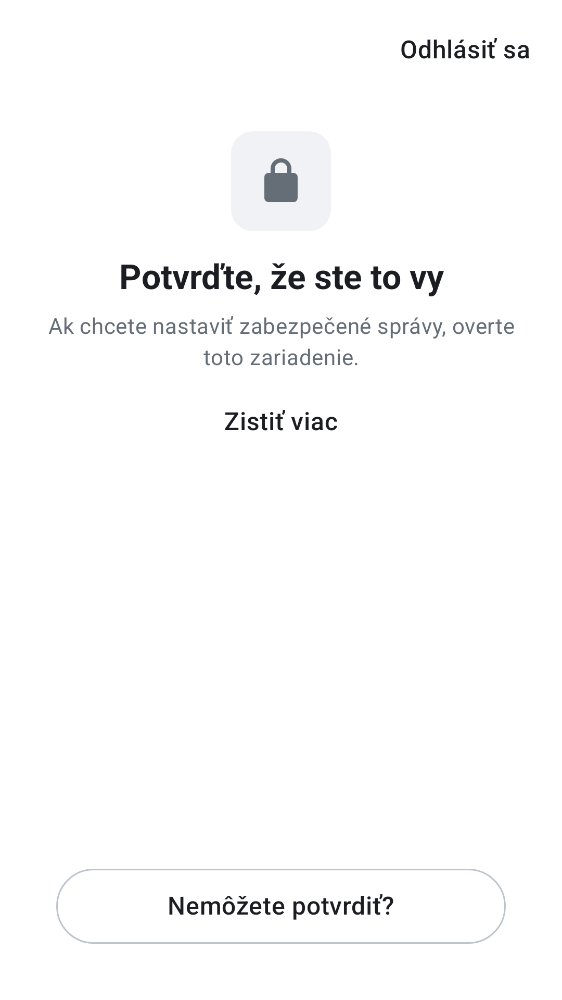 Odhlásiť sa
Potvrďte, že ste to vy
Ak chcete nastaviť zabezpečené správy, overte
toto zariadenie.
Zistiť viac
Nemôžete potvrdiť?